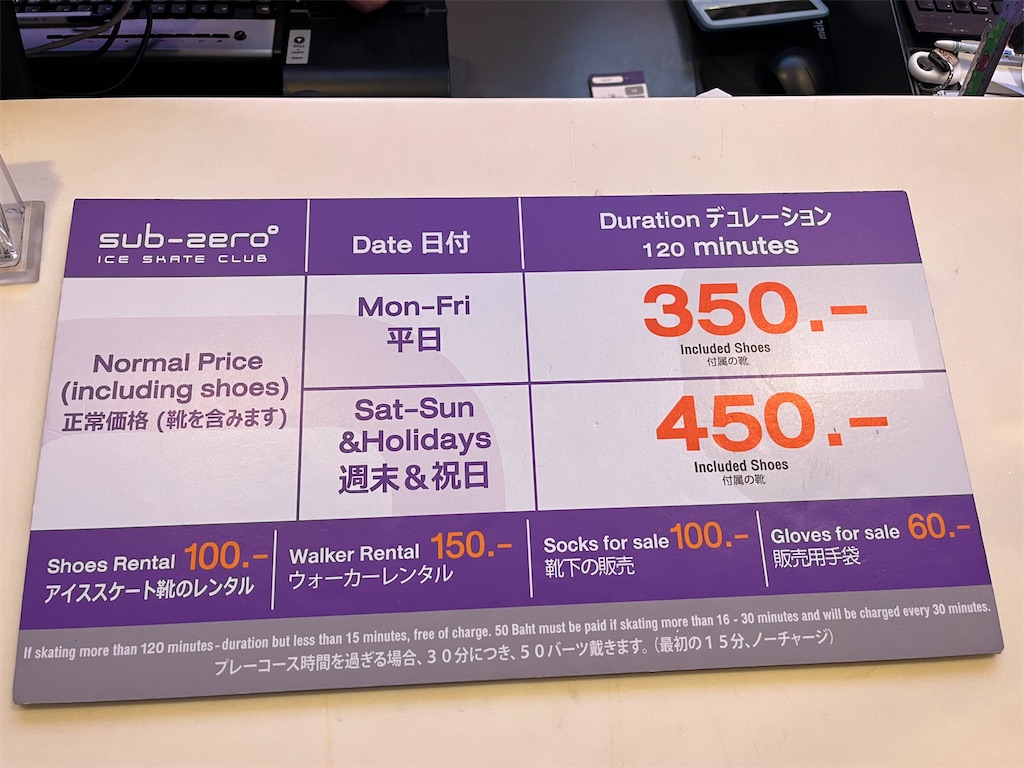 sub-zero°
ICE SKATE CLUB
Date 日付
Duration デュレーション
120 minutes
Normal Price
(including shoes)
正常価格 (靴を含みます)
Mon-Fri
平日
350.-
Included Shoes
付属の靴
Sat-Sun
&Holidays
週末&祝日
450.-
Included Shoes
付属の靴
Shoes Rental 100.-
アイススケート靴のレンタル
Walker Rental 150.-
ウォーカーレンタル
Socks for sale 100.-
靴下の販売
Gloves for sale 60.-
販売用手袋
If skating more than 120 minutes-duration but less than 15 minutes, free of charge. 50 Baht must be paid if skating more than 16 - 30 minutes and will be charged every 30 minutes.
プレーコース時間を過ぎる場合、３０分につき、５０バーツ戴きます。（最初の１５分、ノーチャージ）